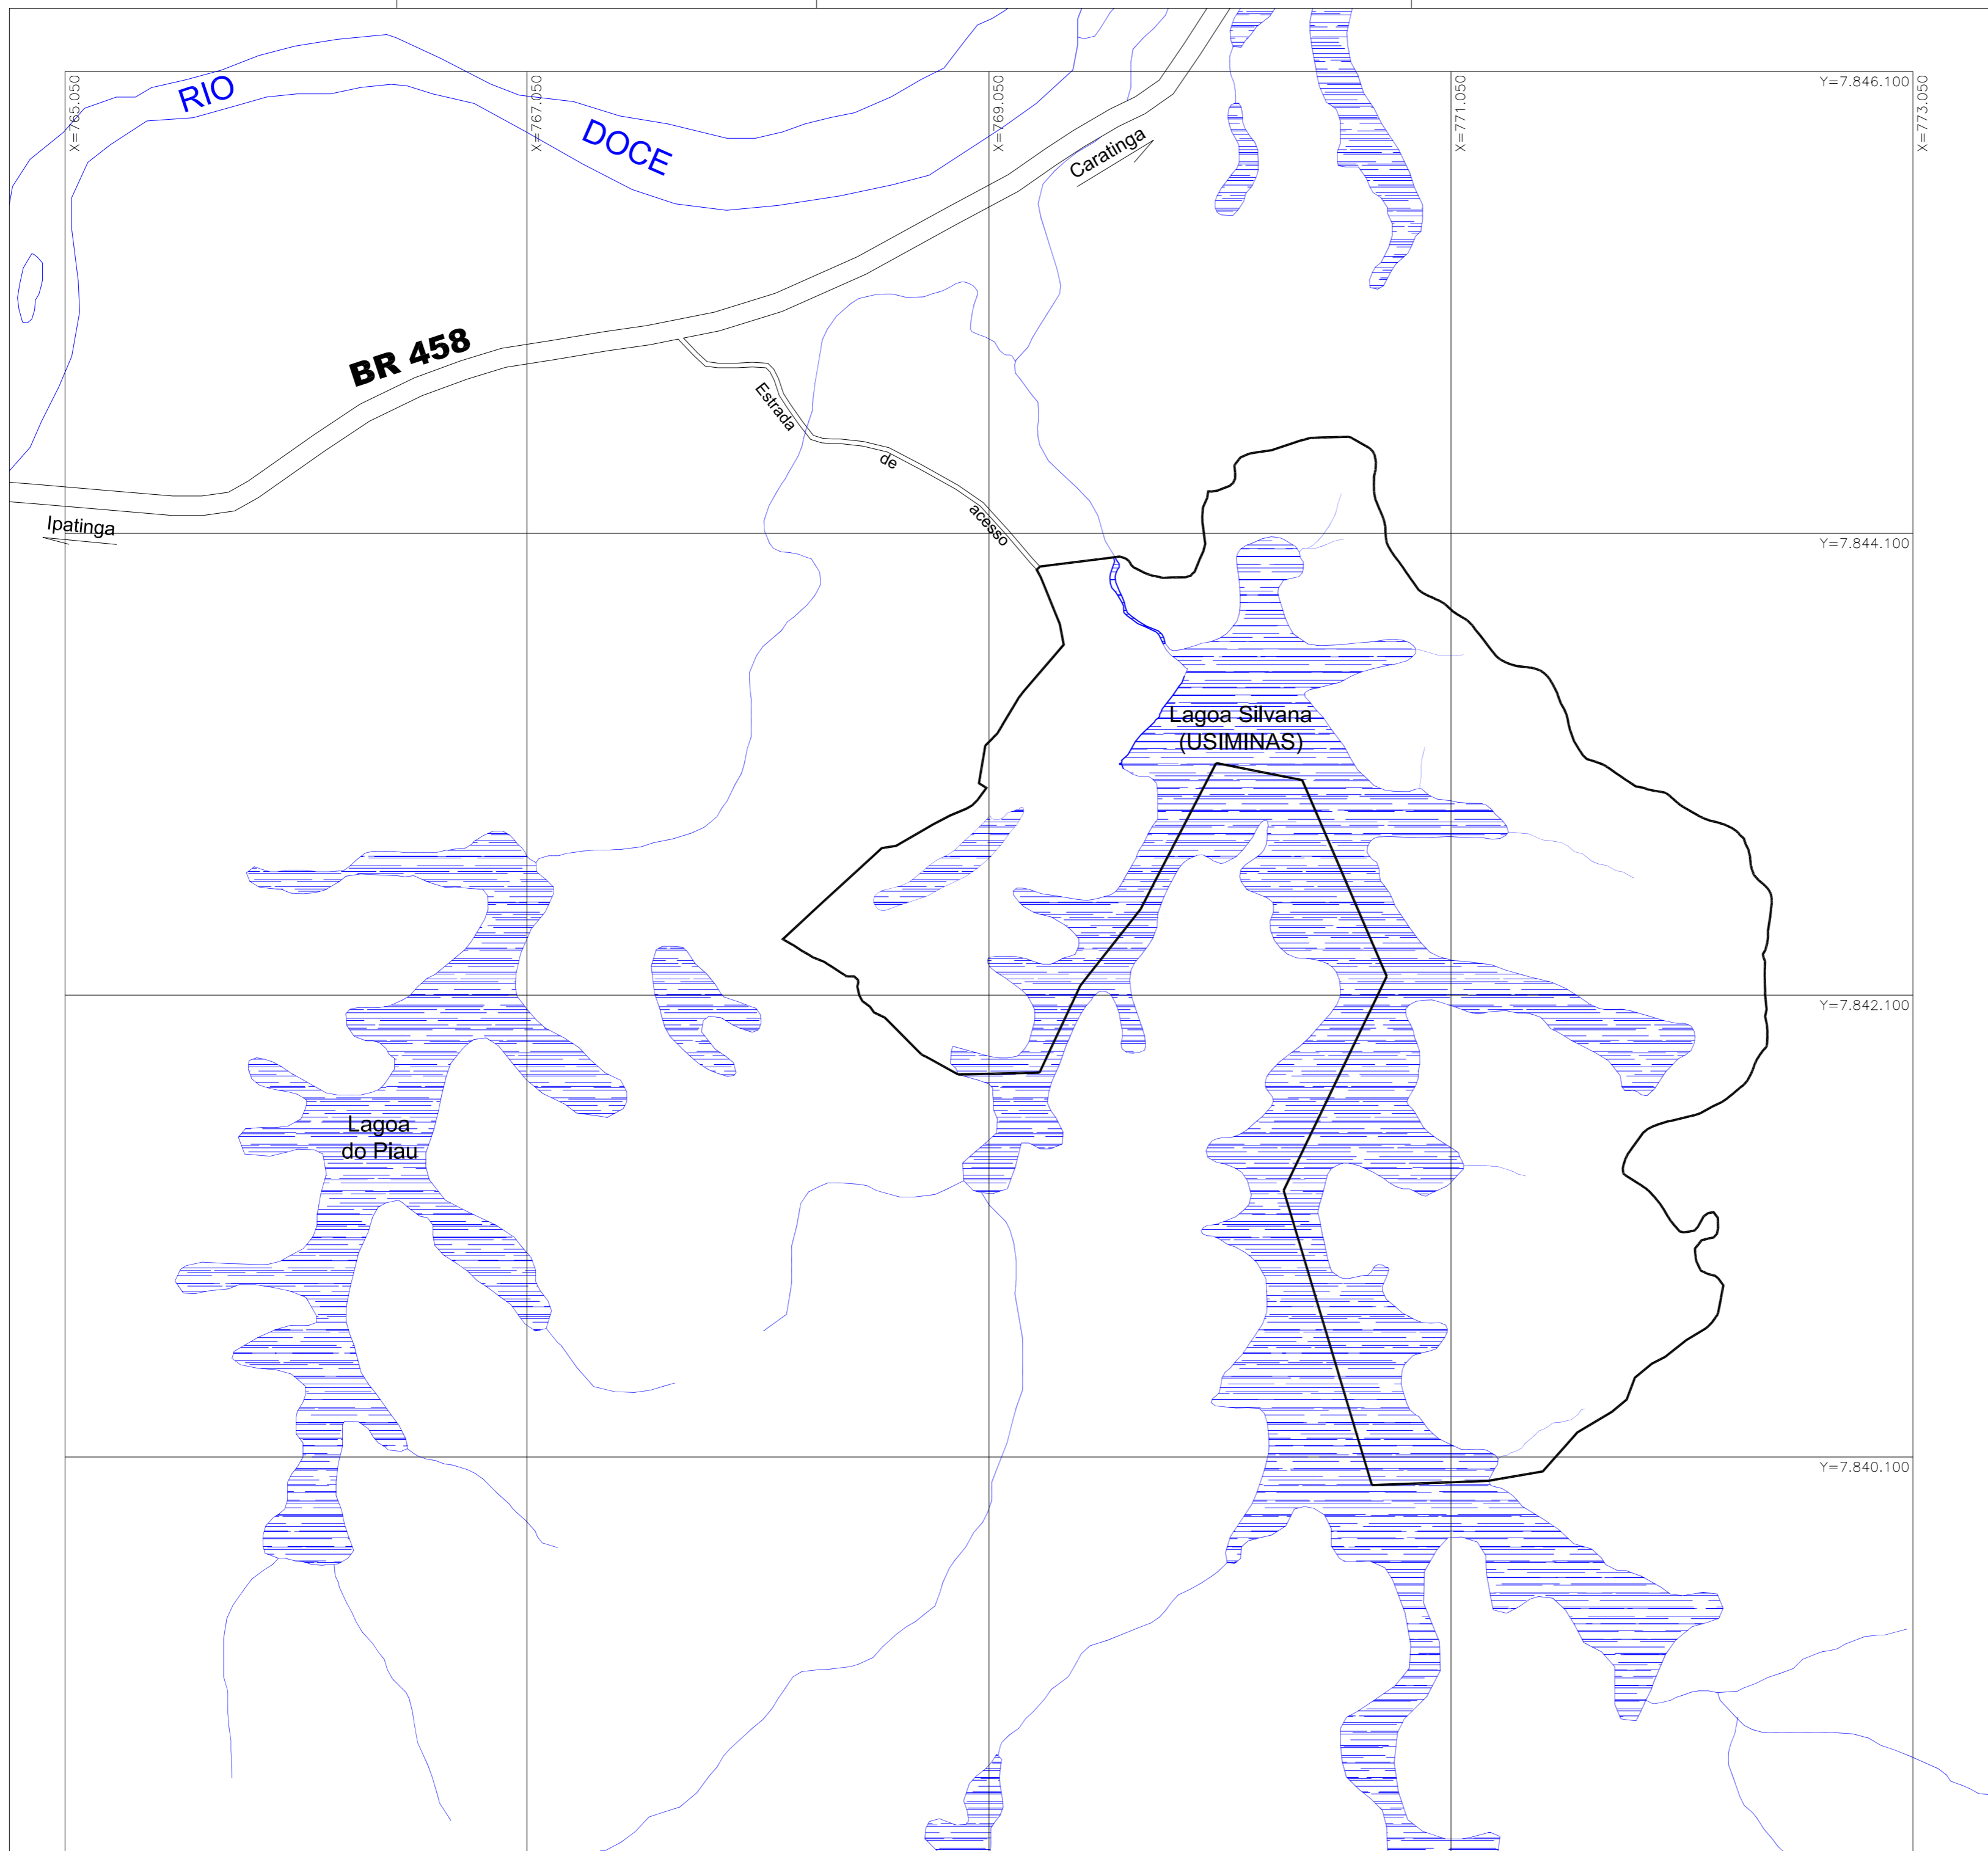 X=765.050
X=767.050
X=769.050
X=771.050
X=773.050
Y=7.846.100
RIO
DOCE
Caratinga
BR 458
Estrada
de
acesso
Ipatinga
Y=7.844.100
Lagoa Silvana
(USIMINAS)
Y=7.842.100
Lagoa
do Piau
Y=7.840.100